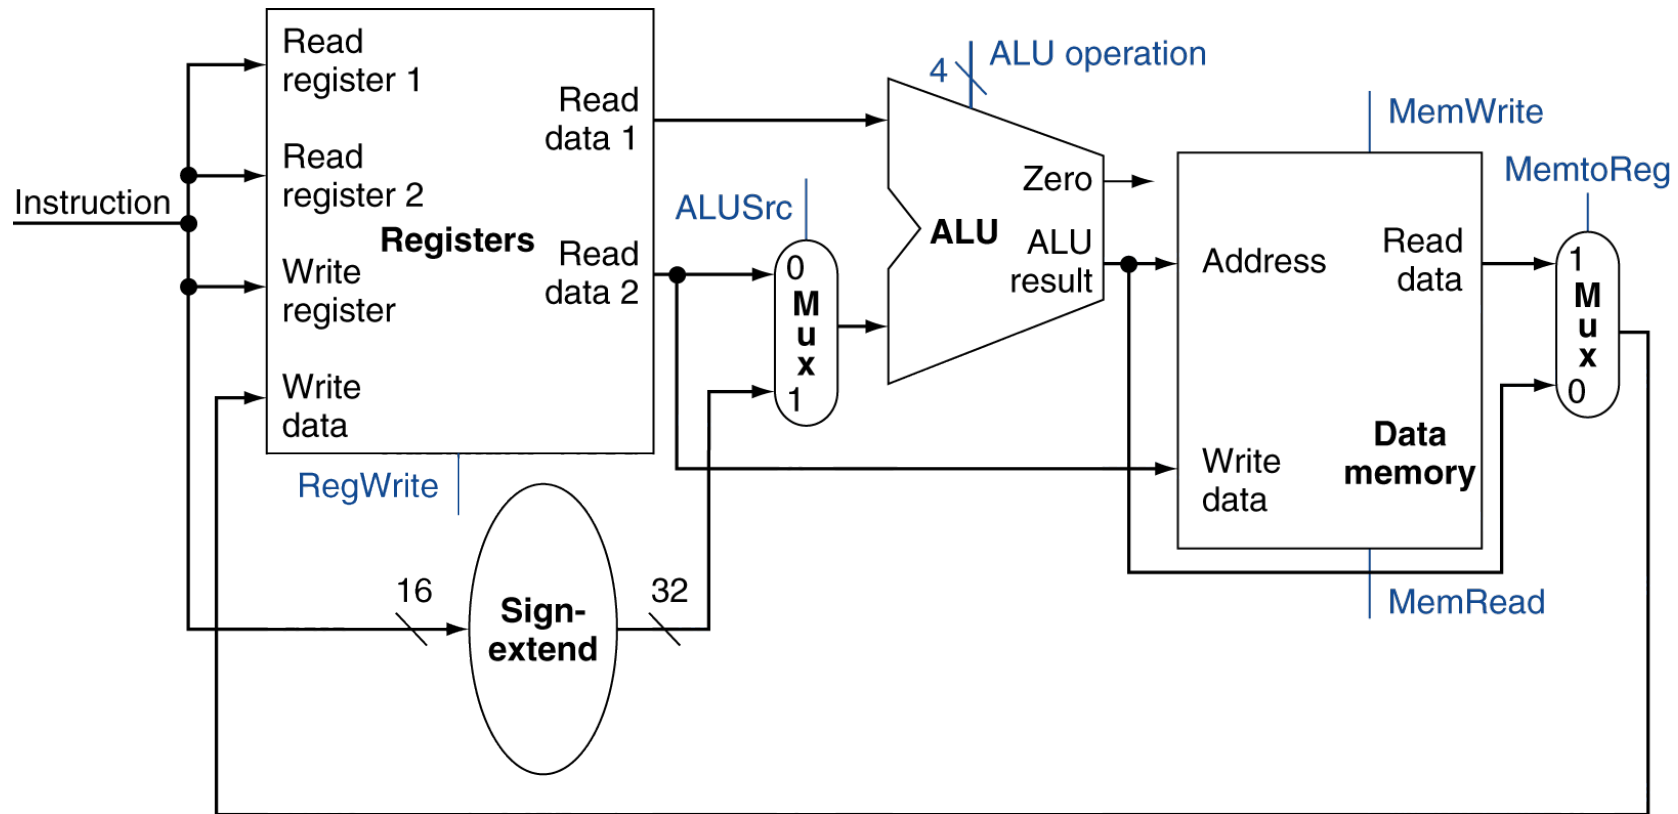 Read
register 1
Read
register 2
Instruction
Registers
Write
register
Write
data
RegWrite
Read
data 1
Read
data 2
16
Sign-
extend
32
ALUSrc
0
M
u
x
1
4
ALU operation
ALU
Zero
ALU
result
MemWrite
Address
Read
data
Write
data
Data
memory
MemRead
MemtoReg
1
M
u
x
0